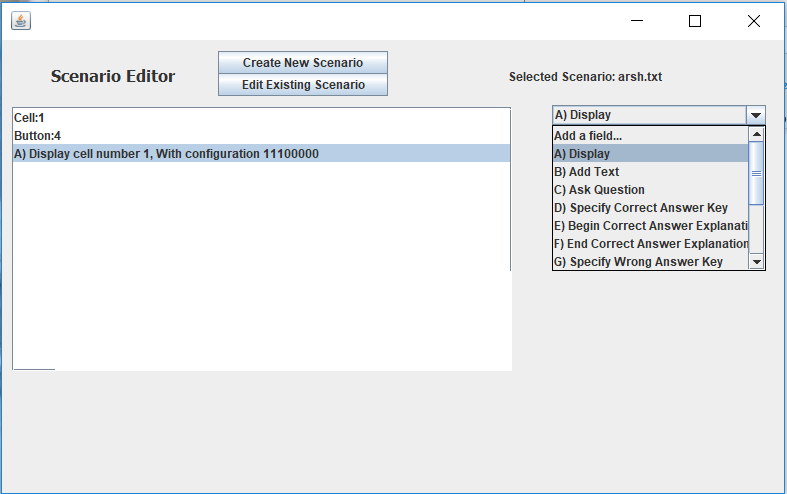 Scenario Editor
Create New Scenario
Edit Existing Scenario
Selected Scenario: arsh.txt
Cell:1
Button:4
A) Display cell number 1, With configuration 11100000
A) Display
Add a field...
A) Display
B) Add Text
C) Ask Question
D) Specify Correct Answer Key
E) Begin Correct Answer Explanati
F) End Correct Answer Explanation
G) Specify Wrong Answer Key